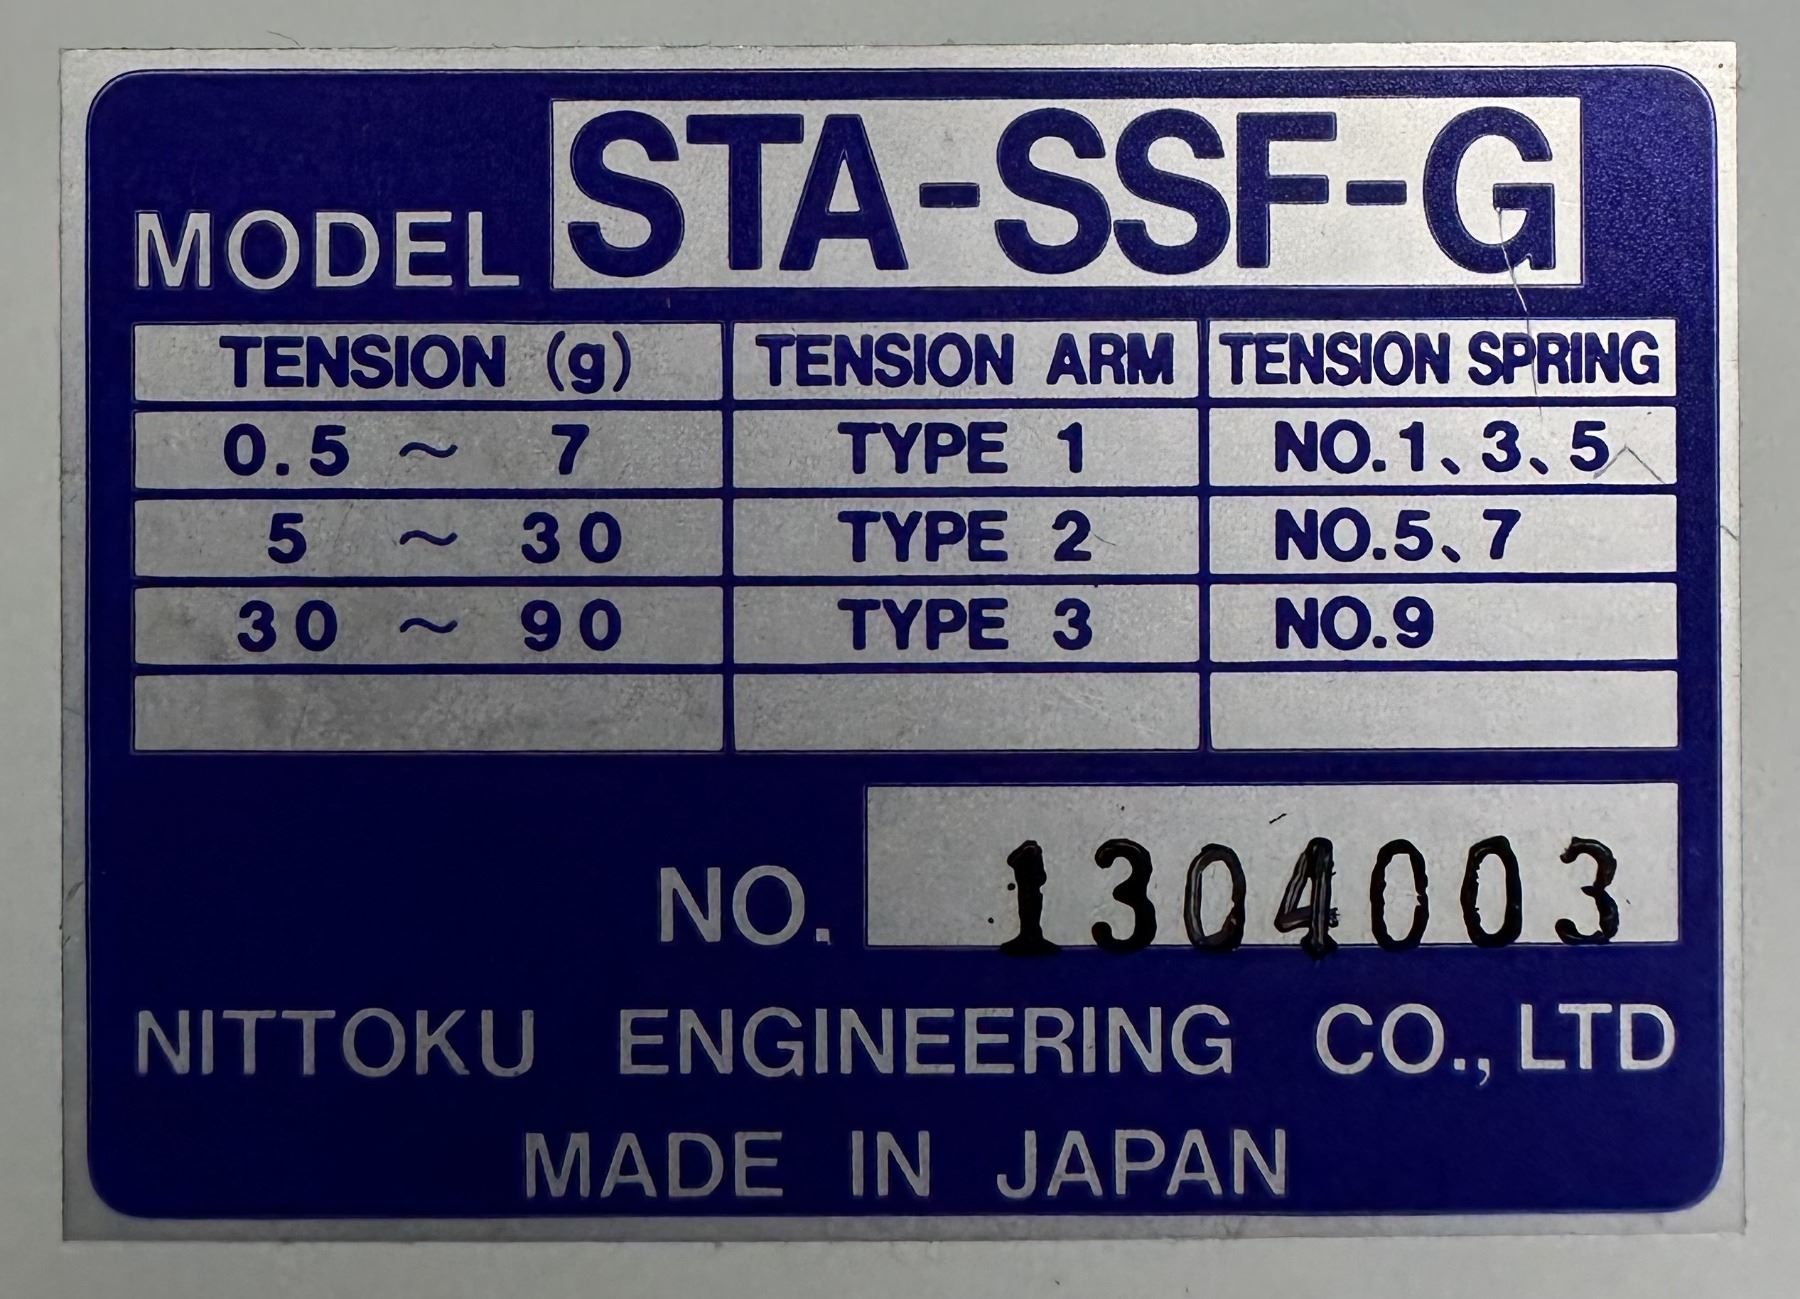 MODEL STA-SSF-G
TENSION (g) TENSION ARM TENSION SPRING
0.5 ~ 7 TYPE 1 NO.1、3、5
5 ~ 30 TYPE 2 NO.5、7
30 ~ 90 TYPE 3 NO.9
NO. 1304003
NITTOKU ENGINEERING CO., LTD
MADE IN JAPAN